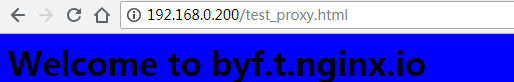 192.168.0.200/test_proxy.html
Welcome to byf.t.nginx.io